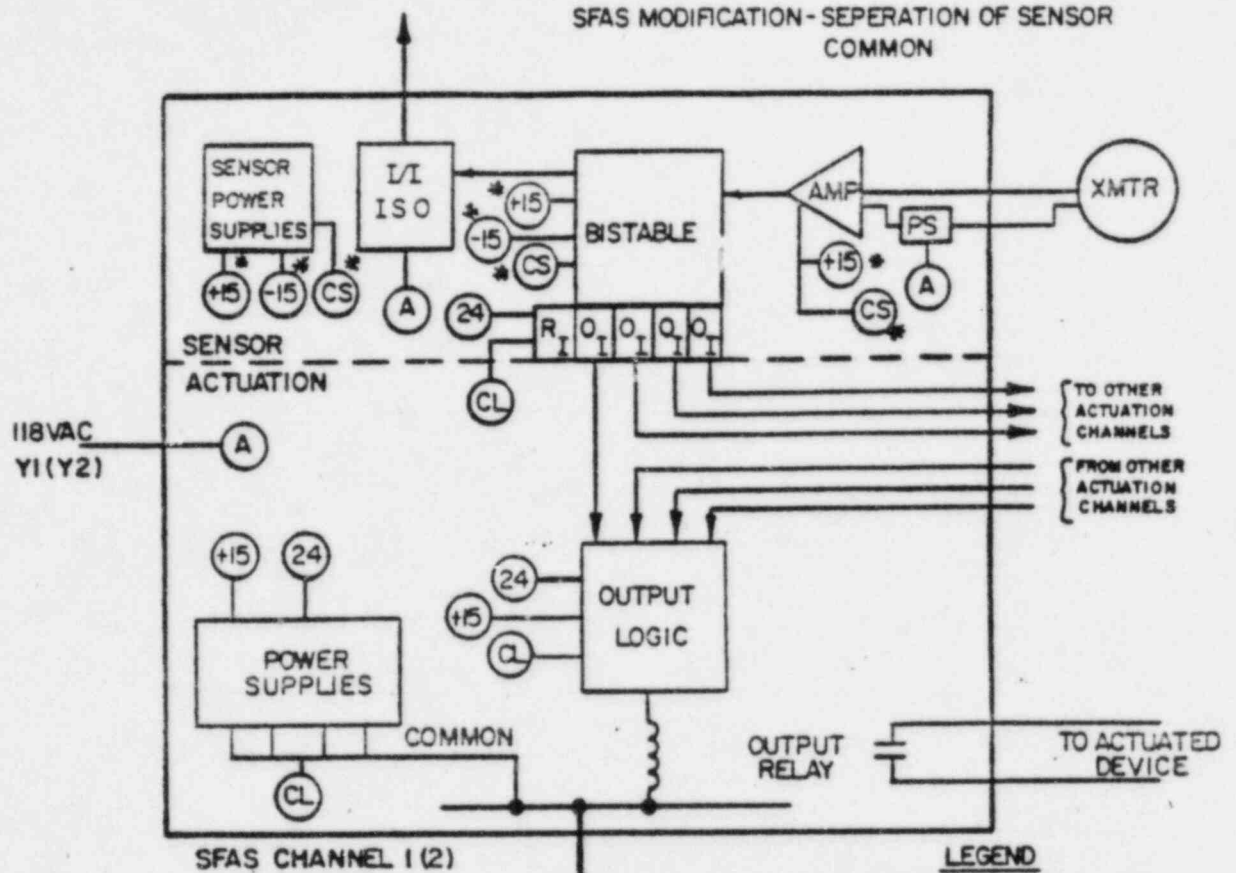 SFAS MODIFICATION - SEPERATION OF SENSOR
COMMON
SENSOR
POWER
SUPPLIES
+15*
-15*
CS*
I/I
ISO
A
*+15
*-15
*CS
BISTABLE
AMP
+15*
CS*
PS
A
XMTR
24
CL
R I
O I
O I
O I
O I
SENSOR
ACTUATION
118VAC
Y1(Y2)
A
TO OTHER
ACTUATION
CHANNELS
FROM OTHER
ACTUATION
CHANNELS
+15
24
POWER
SUPPLIES
COMMON
CL
24
+15
CL
OUTPUT
LOGIC
OUTPUT
RELAY
TO ACTUATED
DEVICE
SFAS CHANNEL 1(2)
LEGEND